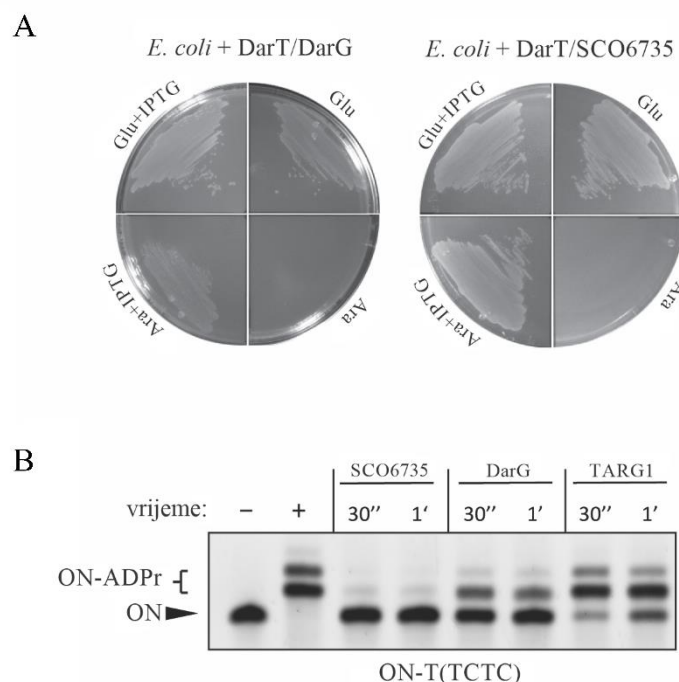 A
E. coli + DarT/DarG
E. coli + DarT/SCO6735
Glu+IPTG
Glu
Ara+IPTG
Ara
Glu+IPTG
Glu
Ara+IPTG
Ara
B
SCO6735 DarG TARG1
vrijeme: – + 30′′ 1′ 30′′ 1′ 30′′ 1′
ON-ADPr
ON
ON-T(TCTC)